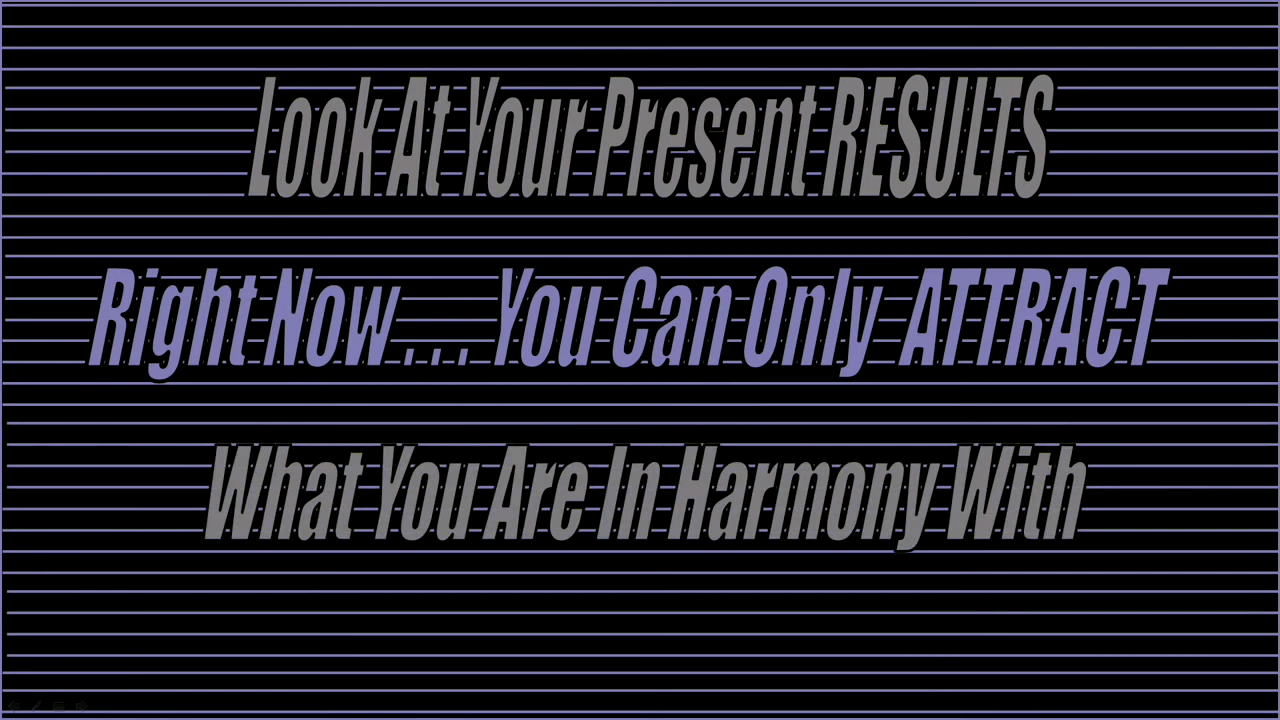 Look At Your Present RESULTS
Right Now... You Can Only ATTRACT
What You Are In Harmony With